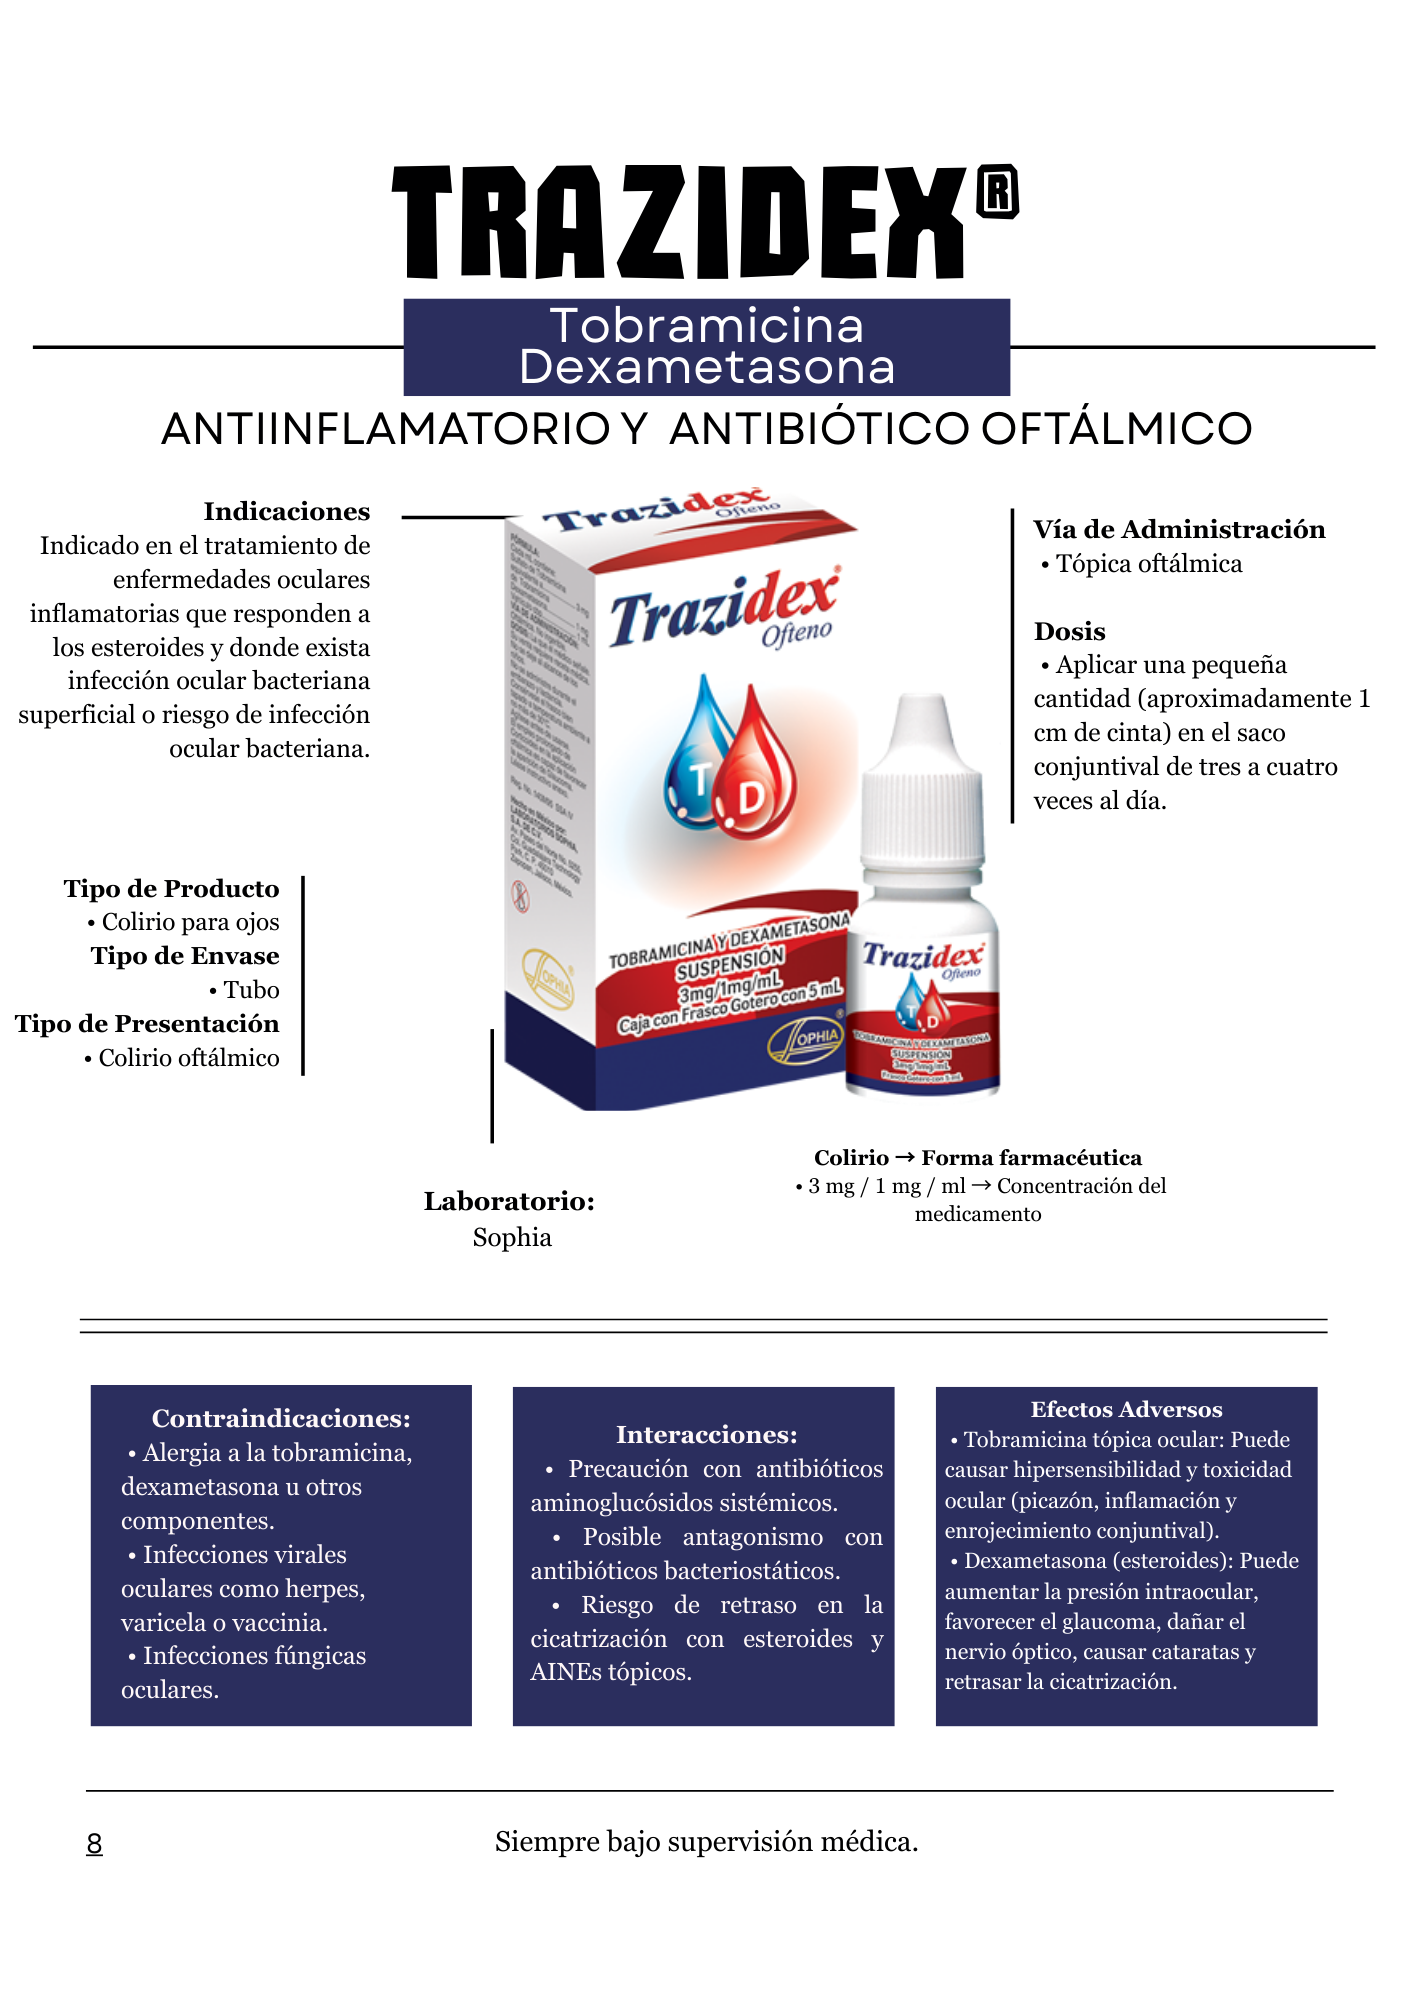 TRAZIDEX®
Tobramicina
Dexametasona
ANTIINFLAMATORIO Y ANTIBIÓTICO OFTÁLMICO
Indicaciones
Indicado en el tratamiento de
enfermedades oculares
inflamatorias que responden a
los esteroides y donde exista
infección ocular bacteriana
superficial o riesgo de infección
ocular bacteriana.
Tipo de Producto
• Colirio para ojos
Tipo de Envase
• Tubo
Tipo de Presentación
• Colirio oftálmico
Trazidex
Ofteno
Trazidex®
Ofteno
T D
TOBRAMICINA Y DEXAMETASONA
SUSPENSIÓN
3mg/1mg/mL
Caja con Frasco Gotero con 5 mL
SOPHIA®
SOPHIA®
Trazidex®
Ofteno
T D
TOBRAMICINA Y DEXAMETASONA
SUSPENSIÓN
3mg/1mg/mL
Frasco Gotero con 5 mL
Vía de Administración
• Tópica oftálmica
Dosis
• Aplicar una pequeña
cantidad (aproximadamente 1
cm de cinta) en el saco
conjuntival de tres a cuatro
veces al día.
Laboratorio:
Sophia
Colirio → Forma farmacéutica
• 3 mg / 1 mg / ml → Concentración del
medicamento
Contraindicaciones:
• Alergia a la tobramicina,
dexametasona u otros
componentes.
• Infecciones virales
oculares como herpes,
varicela o vaccinia.
• Infecciones fúngicas
oculares.
Interacciones:
• Precaución con antibióticos
aminoglucósidos sistémicos.
• Posible antagonismo con
antibióticos bacteriostáticos.
• Riesgo de retraso en la
cicatrización con esteroides y
AINEs tópicos.
Efectos Adversos
• Tobramicina tópica ocular: Puede
causar hipersensibilidad y toxicidad
ocular (picazón, inflamación y
enrojecimiento conjuntival).
• Dexametasona (esteroides): Puede
aumentar la presión intraocular,
favorecer el glaucoma, dañar el
nervio óptico, causar cataratas y
retrasar la cicatrización.
8
Siempre bajo supervisión médica.